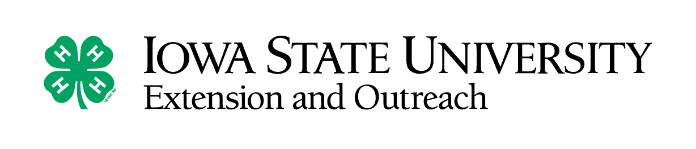 H H
H H
IOWA STATE UNIVERSITY
Extension and Outreach